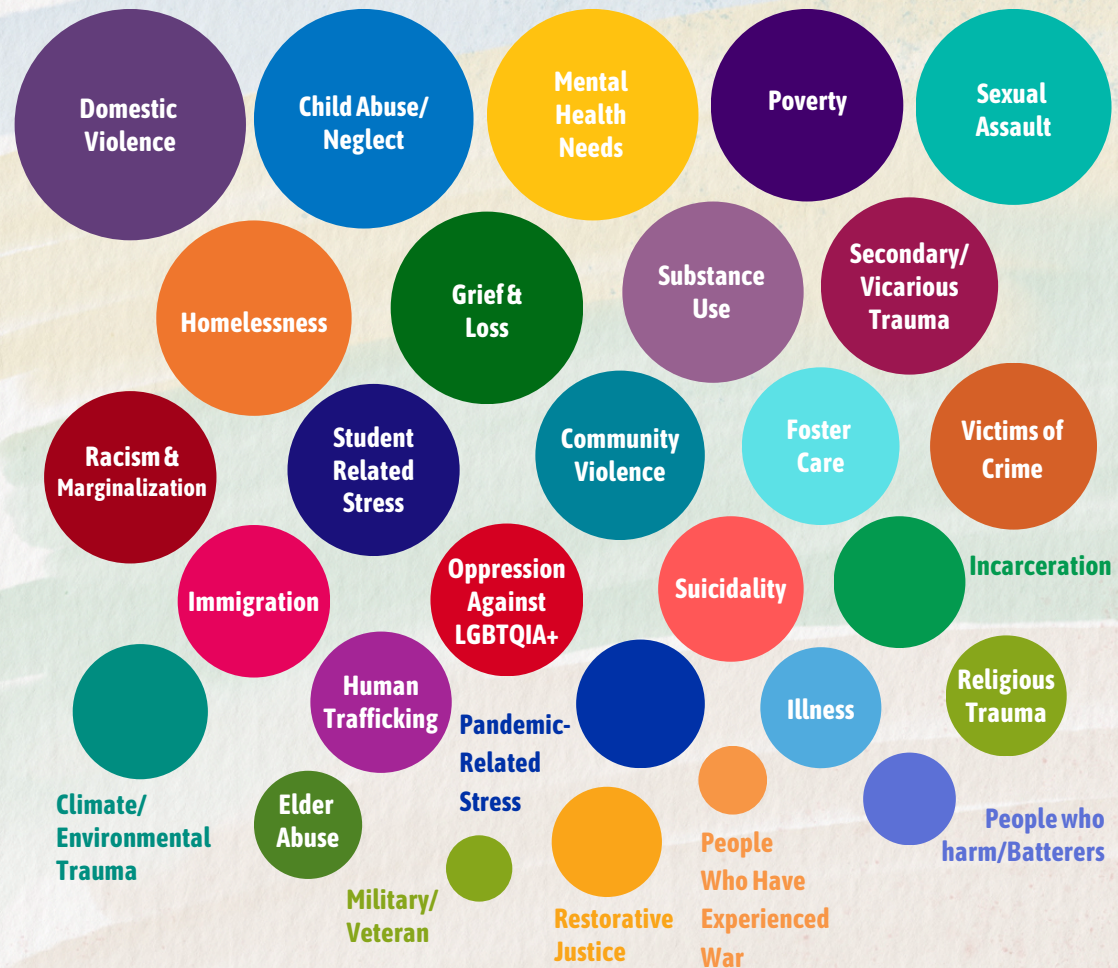 Domestic
Violence
Child Abuse/
Neglect
Mental
Health
Needs
Poverty
Sexual
Assault
Homelessness
Grief &
Loss
Substance
Use
Secondary/
Vicarious
Trauma
Racism &
Marginalization
Student
Related
Stress
Community
Violence
Foster
Care
Victims of
Crime
Immigration
Oppression
Against
LGBTQIA+
Suicidality
Incarceration
Climate/
Environmental
Trauma
Human
Trafficking
Pandemic-
Related
Stress
Illness
Religious
Trauma
Elder
Abuse
Military/
Veteran
Restorative
Justice
People
Who Have
Experienced
War
People who
harm/Batterers